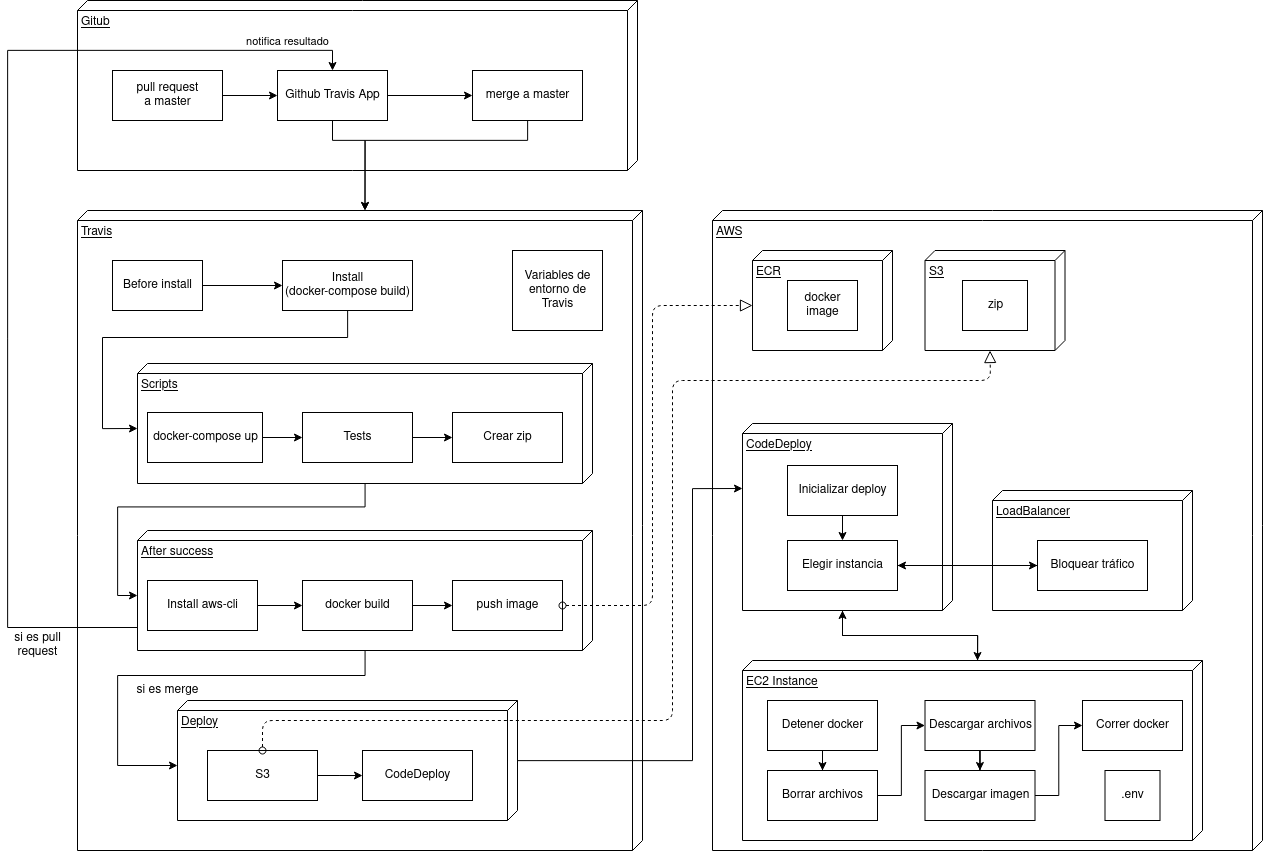 Gitub
notifica resultado
pull request
a master
Github Travis App
merge a master
Travis
Before install
Install
(docker-compose build)
Variables de
entorno de
Travis
Scripts
docker-compose up
Tests
Crear zip
After success
Install aws-cli
docker build
push image
si es pull
request
si es merge
Deploy
S3
CodeDeploy
AWS
ECR
docker
image
S3
zip
CodeDeploy
Inicializar deploy
Elegir instancia
LoadBalancer
Bloquear tráfico
EC2 Instance
Detener docker
Descargar archivos
Correr docker
Borrar archivos
Descargar imagen
.env